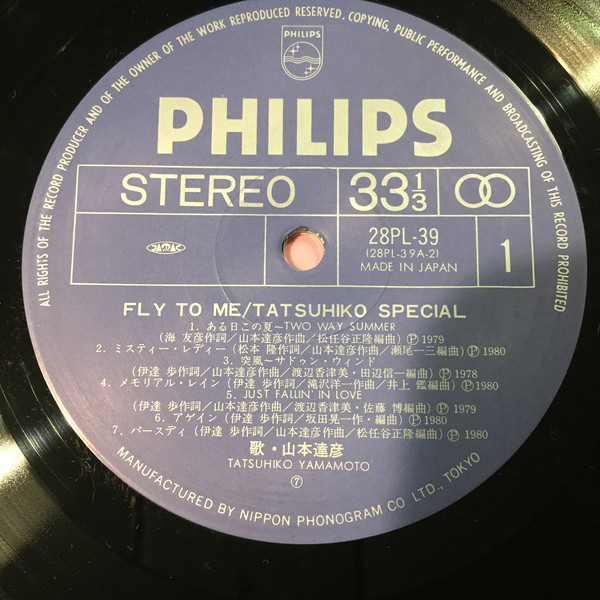 ALL RIGHTS OF THE RECORD PRODUCER AND OF THE OWNER OF THE WORK REPRODUCED RESERVED. COPYING, PUBLIC PERFORMANCE AND BROADCASTING OF THIS RECORD PROHIBITED
PHILIPS
PHILIPS
STEREO 33 1/3
JASRAC
28PL-39
(28PL-39A-2)
MADE IN JAPAN
1
FLY TO ME/TATSUHIKO SPECIAL
1. ある日この夏~TWO WAY SUMMER
(海 友彦作詞/山本達彦作曲/松任谷正隆編曲) Ⓟ 1979
2. ミスティー・レディー (松本 隆作詞/山本達彦作曲/瀬尾一三編曲) Ⓟ 1980
3. 突風~サドゥン・ウィンド
(伊達 歩作詞/山本達彦作曲/渡辺香津美・田辺信一編曲) Ⓟ 1978
4. メモリアル・レイン (伊達 歩作詞/滝沢洋一作曲/井上 鑑編曲) Ⓟ 1980
5. JUST FALLIN' IN LOVE
(伊達 歩作詞/山本達彦作曲/渡辺香津美・佐藤 博編曲) Ⓟ 1979
6. アゲイン (伊達 歩作詞/坂田晃一作・編曲) Ⓟ 1980
7. バースディ (伊達 歩作詞/山本達彦作曲/松任谷正隆編曲) Ⓟ 1980
歌・山本達彦
TATSUHIKO YAMAMOTO
⑦
MANUFACTURED BY NIPPON PHONOGRAM CO LTD., TOKYO